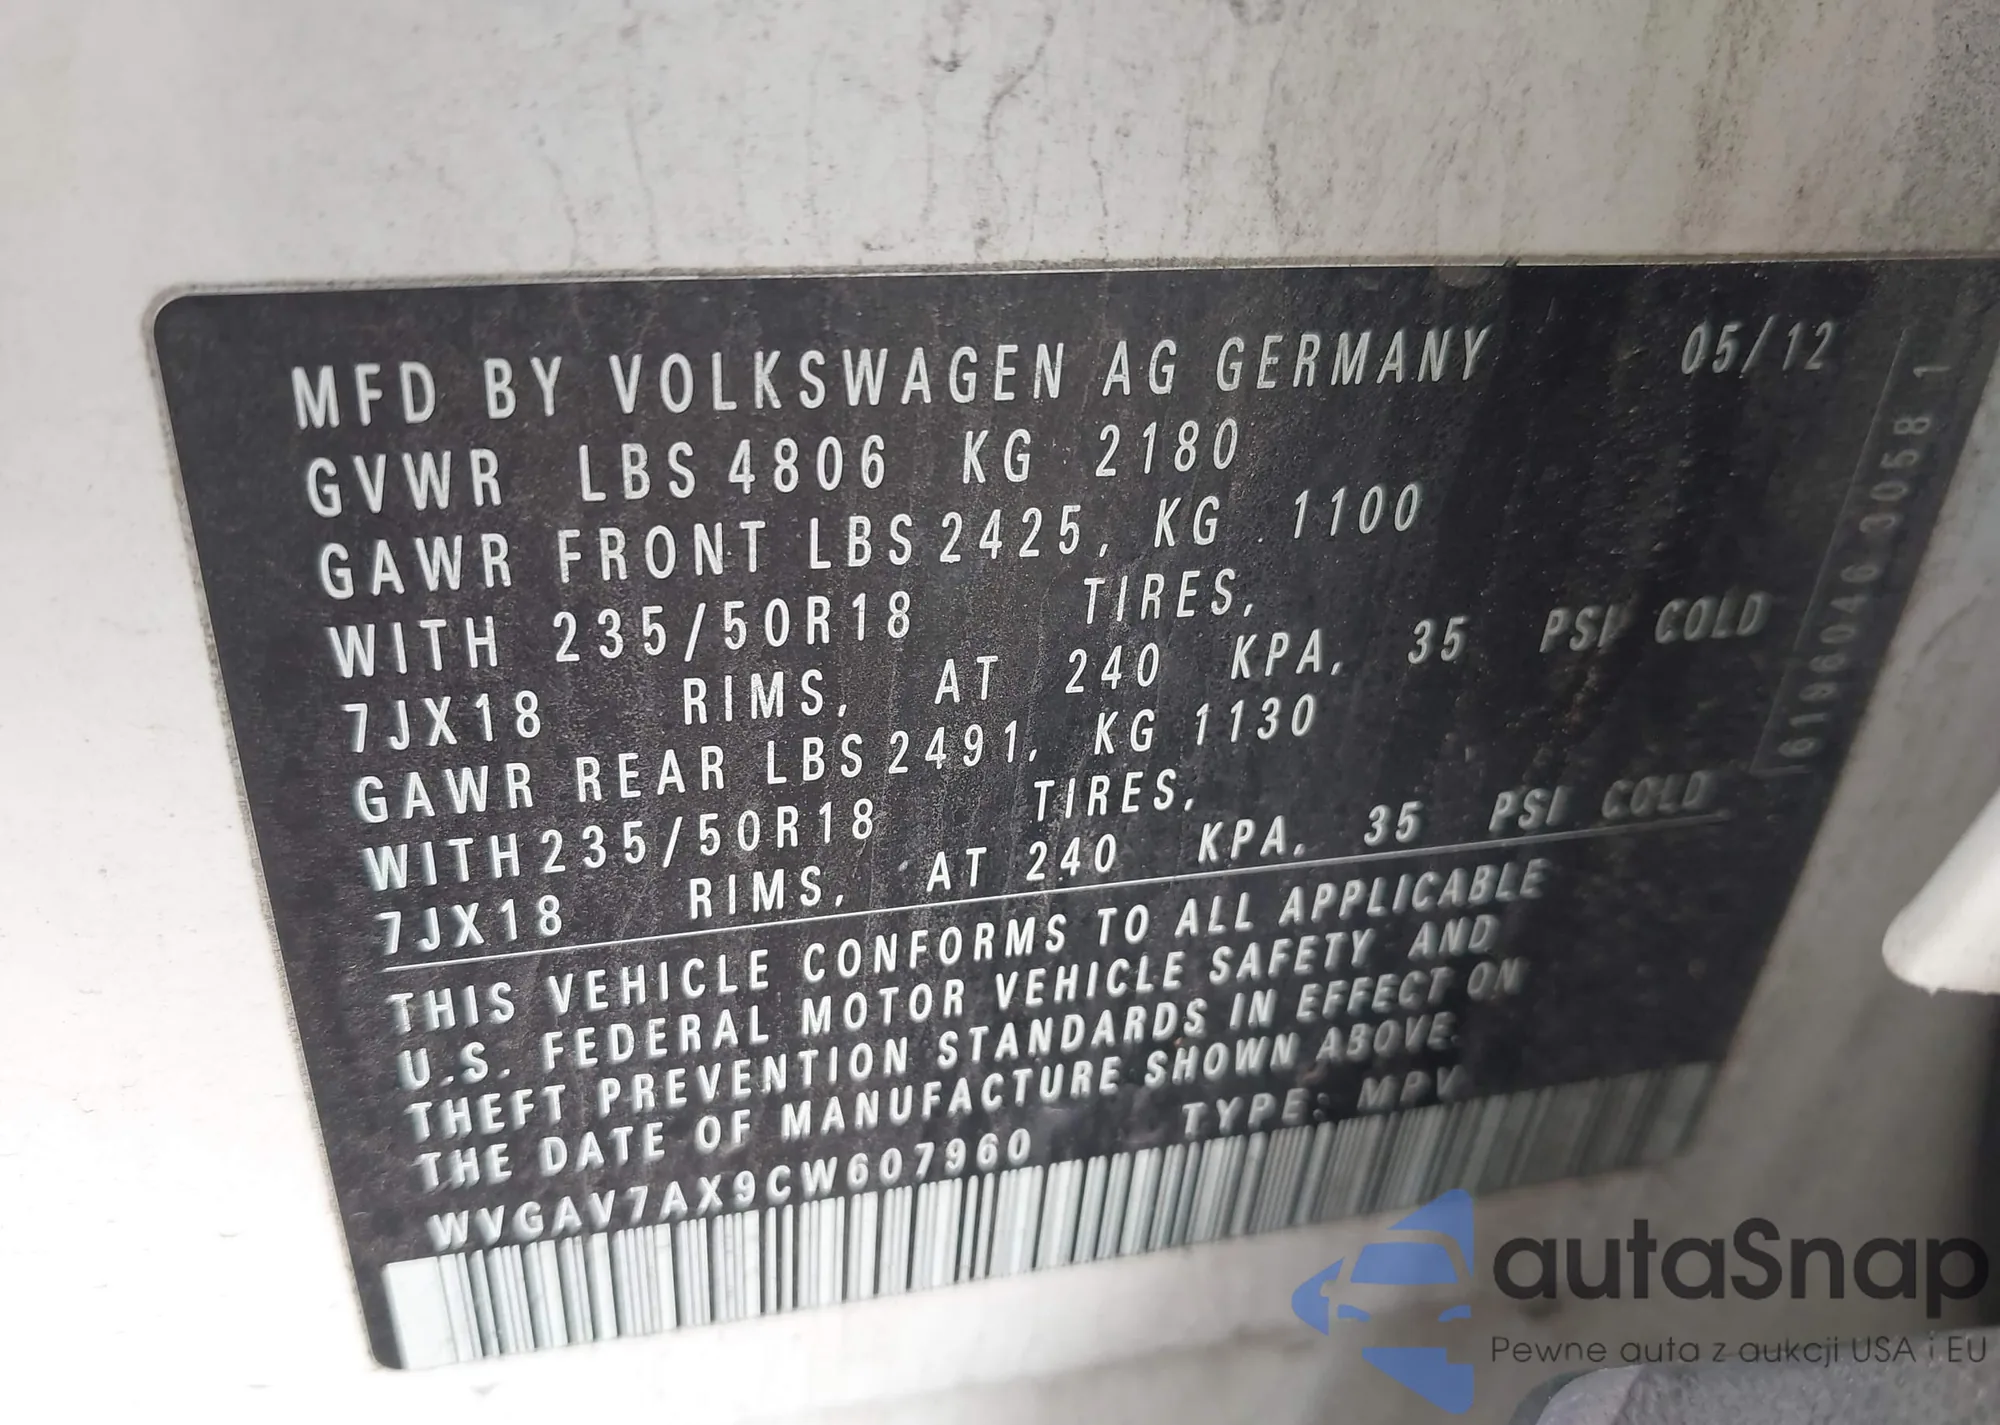 MFD BY VOLKSWAGEN AG GERMANY 05/12
GVWR LBS 4806 KG 2180
GAWR FRONT LBS 2425, KG 1100
WITH 235/50R18 TIRES,
7JX18 RIMS, AT 240 KPA, 35 PSI COLD
GAWR REAR LBS 2491, KG 1130
WITH 235/50R18 TIRES,
7JX18 RIMS, AT 240 KPA, 35 PSI COLD
THIS VEHICLE CONFORMS TO ALL APPLICABLE
U.S. FEDERAL MOTOR VEHICLE SAFETY AND
THEFT PREVENTION STANDARDS IN EFFECT ON
THE DATE OF MANUFACTURE SHOWN ABOVE.
WVGAV7AX9CW607960 TYPE: MPV
6196046 3058 1
autaSnap
Pewne auta z aukcji USA i EU